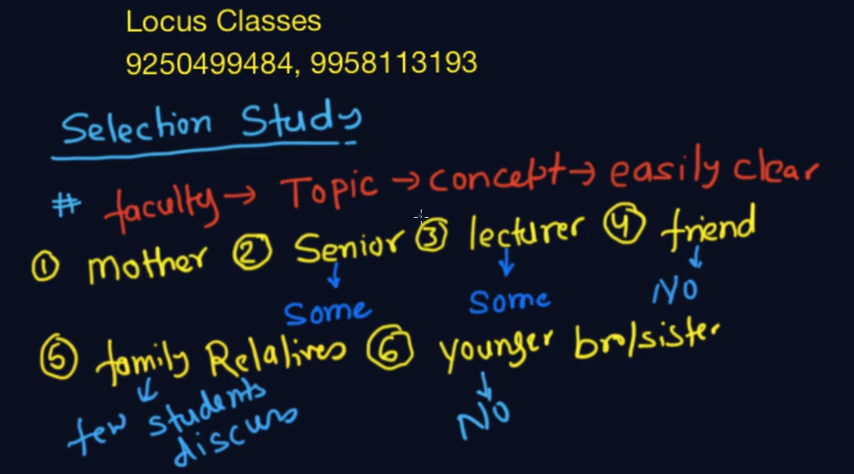 Locus Classes
9250499484, 9958113193
Selection Study
# faculty → Topic → concept → easily clear
① mother ② Senior ③ lecturer ④ friend
Some Some No
⑤ family Relatives ⑥ younger bro/sister
few students No
discuss